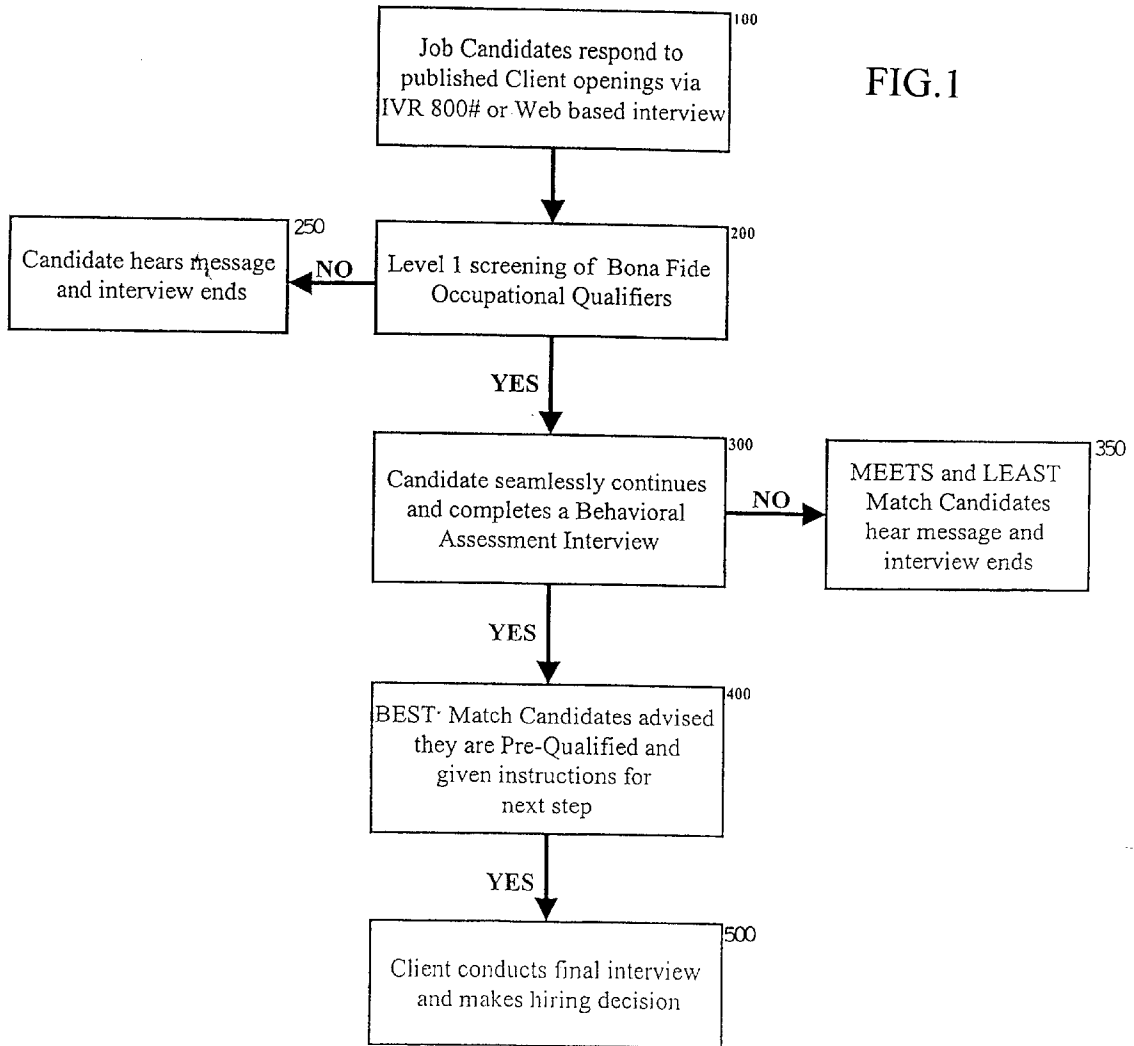 100
Job Candidates respond to
published Client openings via
IVR 800# or Web based interview
FIG.1
250
Candidate hears message
and interview ends
NO
200
Level 1 screening of Bona Fide
Occupational Qualifiers
YES
300
Candidate seamlessly continues
and completes a Behavioral
Assessment Interview
NO
350
MEETS and LEAST
Match Candidates
hear message and
interview ends
YES
400
BEST Match Candidates advised
they are Pre-Qualified and
given instructions for
next step
YES
500
Client conducts final interview
and makes hiring decision